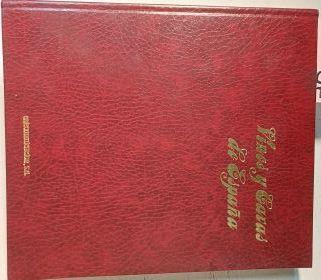 Vinos y Cavas
de España